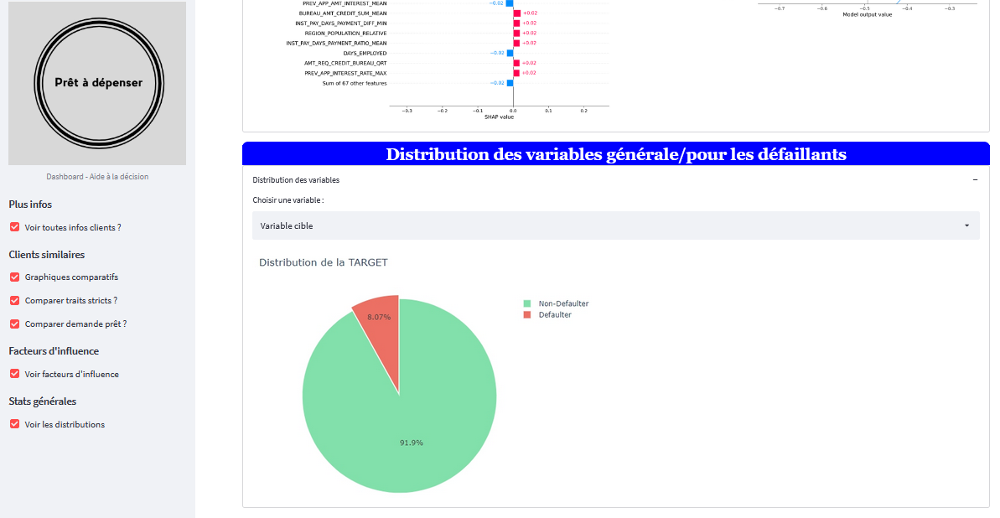 Prêt à dépenser
Dashboard - Aide à la décision
Plus infos
Voir toutes infos clients ?
Clients similaires
Graphiques comparatifs
Comparer traits stricts ?
Comparer demande prêt ?
Facteurs d'influence
Voir facteurs d'influence
Stats générales
Voir les distributions
PREV_APP_AMT_INTEREST_MEAN −0.02
BUREAU_AMT_CREDIT_SUM_MEAN +0.02
INST_PAY_DAYS_PAYMENT_DIFF_MIN +0.02
REGION_POPULATION_RELATIVE +0.02
INST_PAY_DAYS_PAYMENT_RATIO_MEAN +0.02
DAYS_EMPLOYED −0.02
AMT_REQ_CREDIT_BUREAU_QRT +0.02
PREV_APP_INTEREST_RATE_MAX +0.02
Sum of 67 other features −0.02
−0.3 −0.2 −0.1 0.0 0.1 0.2
SHAP value
−0.7 −0.6 −0.5 −0.4 −0.3
Model output value
Distribution des variables générale/pour les défaillants
Distribution des variables −
Choisir une variable :
Variable cible
Distribution de la TARGET
8.07%
91.9%
Non-Defaulter
Defaulter